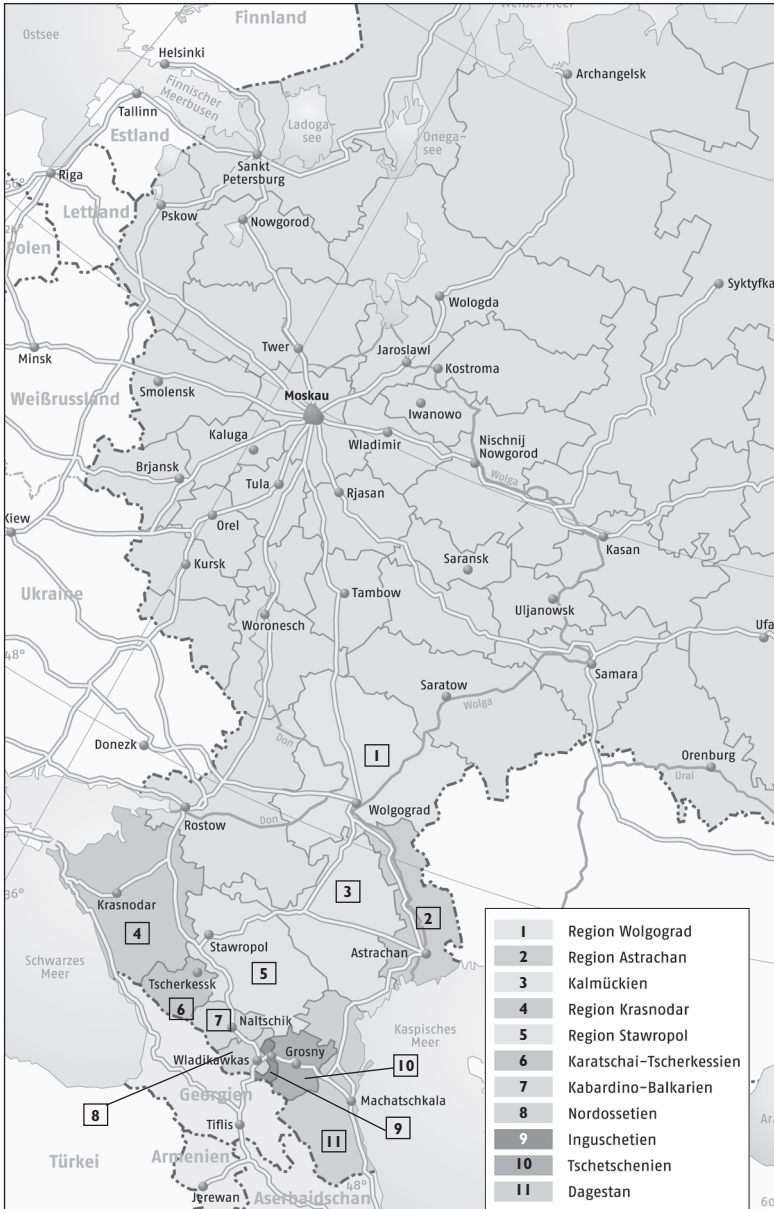 Finnland
Weißes Meer
Ostsee
Helsinki
Archangelsk
Finnischer
Meerbusen
Tallinn
Ladoga-
see
Onega-
see
Estland
Sankt
Petersburg
Riga
56°
Lettland
Pskow
Nowgorod
Polen
Syktyfka
Wologda
Twer
Jaroslawl
Minsk
Kostroma
Smolensk
Moskau
Weißrussland
Iwanowo
Kaluga
Wladimir
Nischnij
Nowgorod
Brjansk
Wolga
Tula
Rjasan
Kiew
Orel
Kasan
Saransk
Kursk
Ukraine
Tambow
Uljanowsk
Woronesch
Ufa
48°
Samara
Saratow
Wolga
Don
Donezk
1
Orenburg
Ural
Wolgograd
Rostow
Don
36°
Krasnodar
3
2
4
Stawropol
Astrachan
Schwarzes
Meer
5
Tscherkessk
6
7
Naltschik
Kaspisches
Meer
Wladikawkas
Grosny
10
Georgien
Machatschkala
8
9
Tiflis
11
Türkei
Armenien
48°
Jerewan
Aserbaidschan
Ara
60
1 Region Wolgograd
2 Region Astrachan
3 Kalmückien
4 Region Krasnodar
5 Region Stawropol
6 Karatschai-Tscherkessien
7 Kabardino-Balkarien
8 Nordossetien
9 Inguschetien
10 Tschetschenien
11 Dagestan